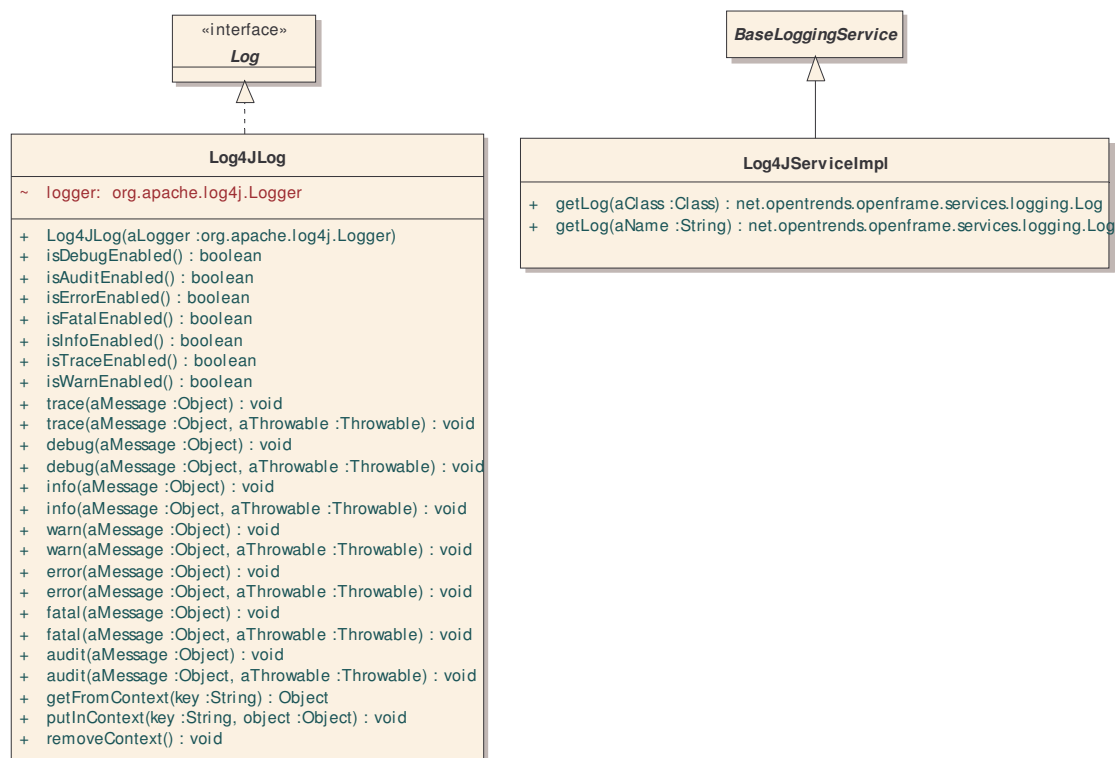 «interface»
Log
Log4JLog
~ logger: org.apache.log4j.Logger
+ Log4JLog(aLogger :org.apache.log4j.Logger)
+ isDebugEnabled() : boolean
+ isAuditEnabled() : boolean
+ isErrorEnabled() : boolean
+ isFatalEnabled() : boolean
+ isInfoEnabled() : boolean
+ isTraceEnabled() : boolean
+ isWarnEnabled() : boolean
+ trace(aMessage :Object) : void
+ trace(aMessage :Object, aThrowable :Throwable) : void
+ debug(aMessage :Object) : void
+ debug(aMessage :Object, aThrowable :Throwable) : void
+ info(aMessage :Object) : void
+ info(aMessage :Object, aThrowable :Throwable) : void
+ warn(aMessage :Object) : void
+ warn(aMessage :Object, aThrowable :Throwable) : void
+ error(aMessage :Object) : void
+ error(aMessage :Object, aThrowable :Throwable) : void
+ fatal(aMessage :Object) : void
+ fatal(aMessage :Object, aThrowable :Throwable) : void
+ audit(aMessage :Object) : void
+ audit(aMessage :Object, aThrowable :Throwable) : void
+ getFromContext(key :String) : Object
+ putInContext(key :String, object :Object) : void
+ removeContext() : void
BaseLoggingService
Log4JServiceImpl
+ getLog(aClass :Class) : net.opentrends.openframe.services.logging.Log
+ getLog(aName :String) : net.opentrends.openframe.services.logging.Log